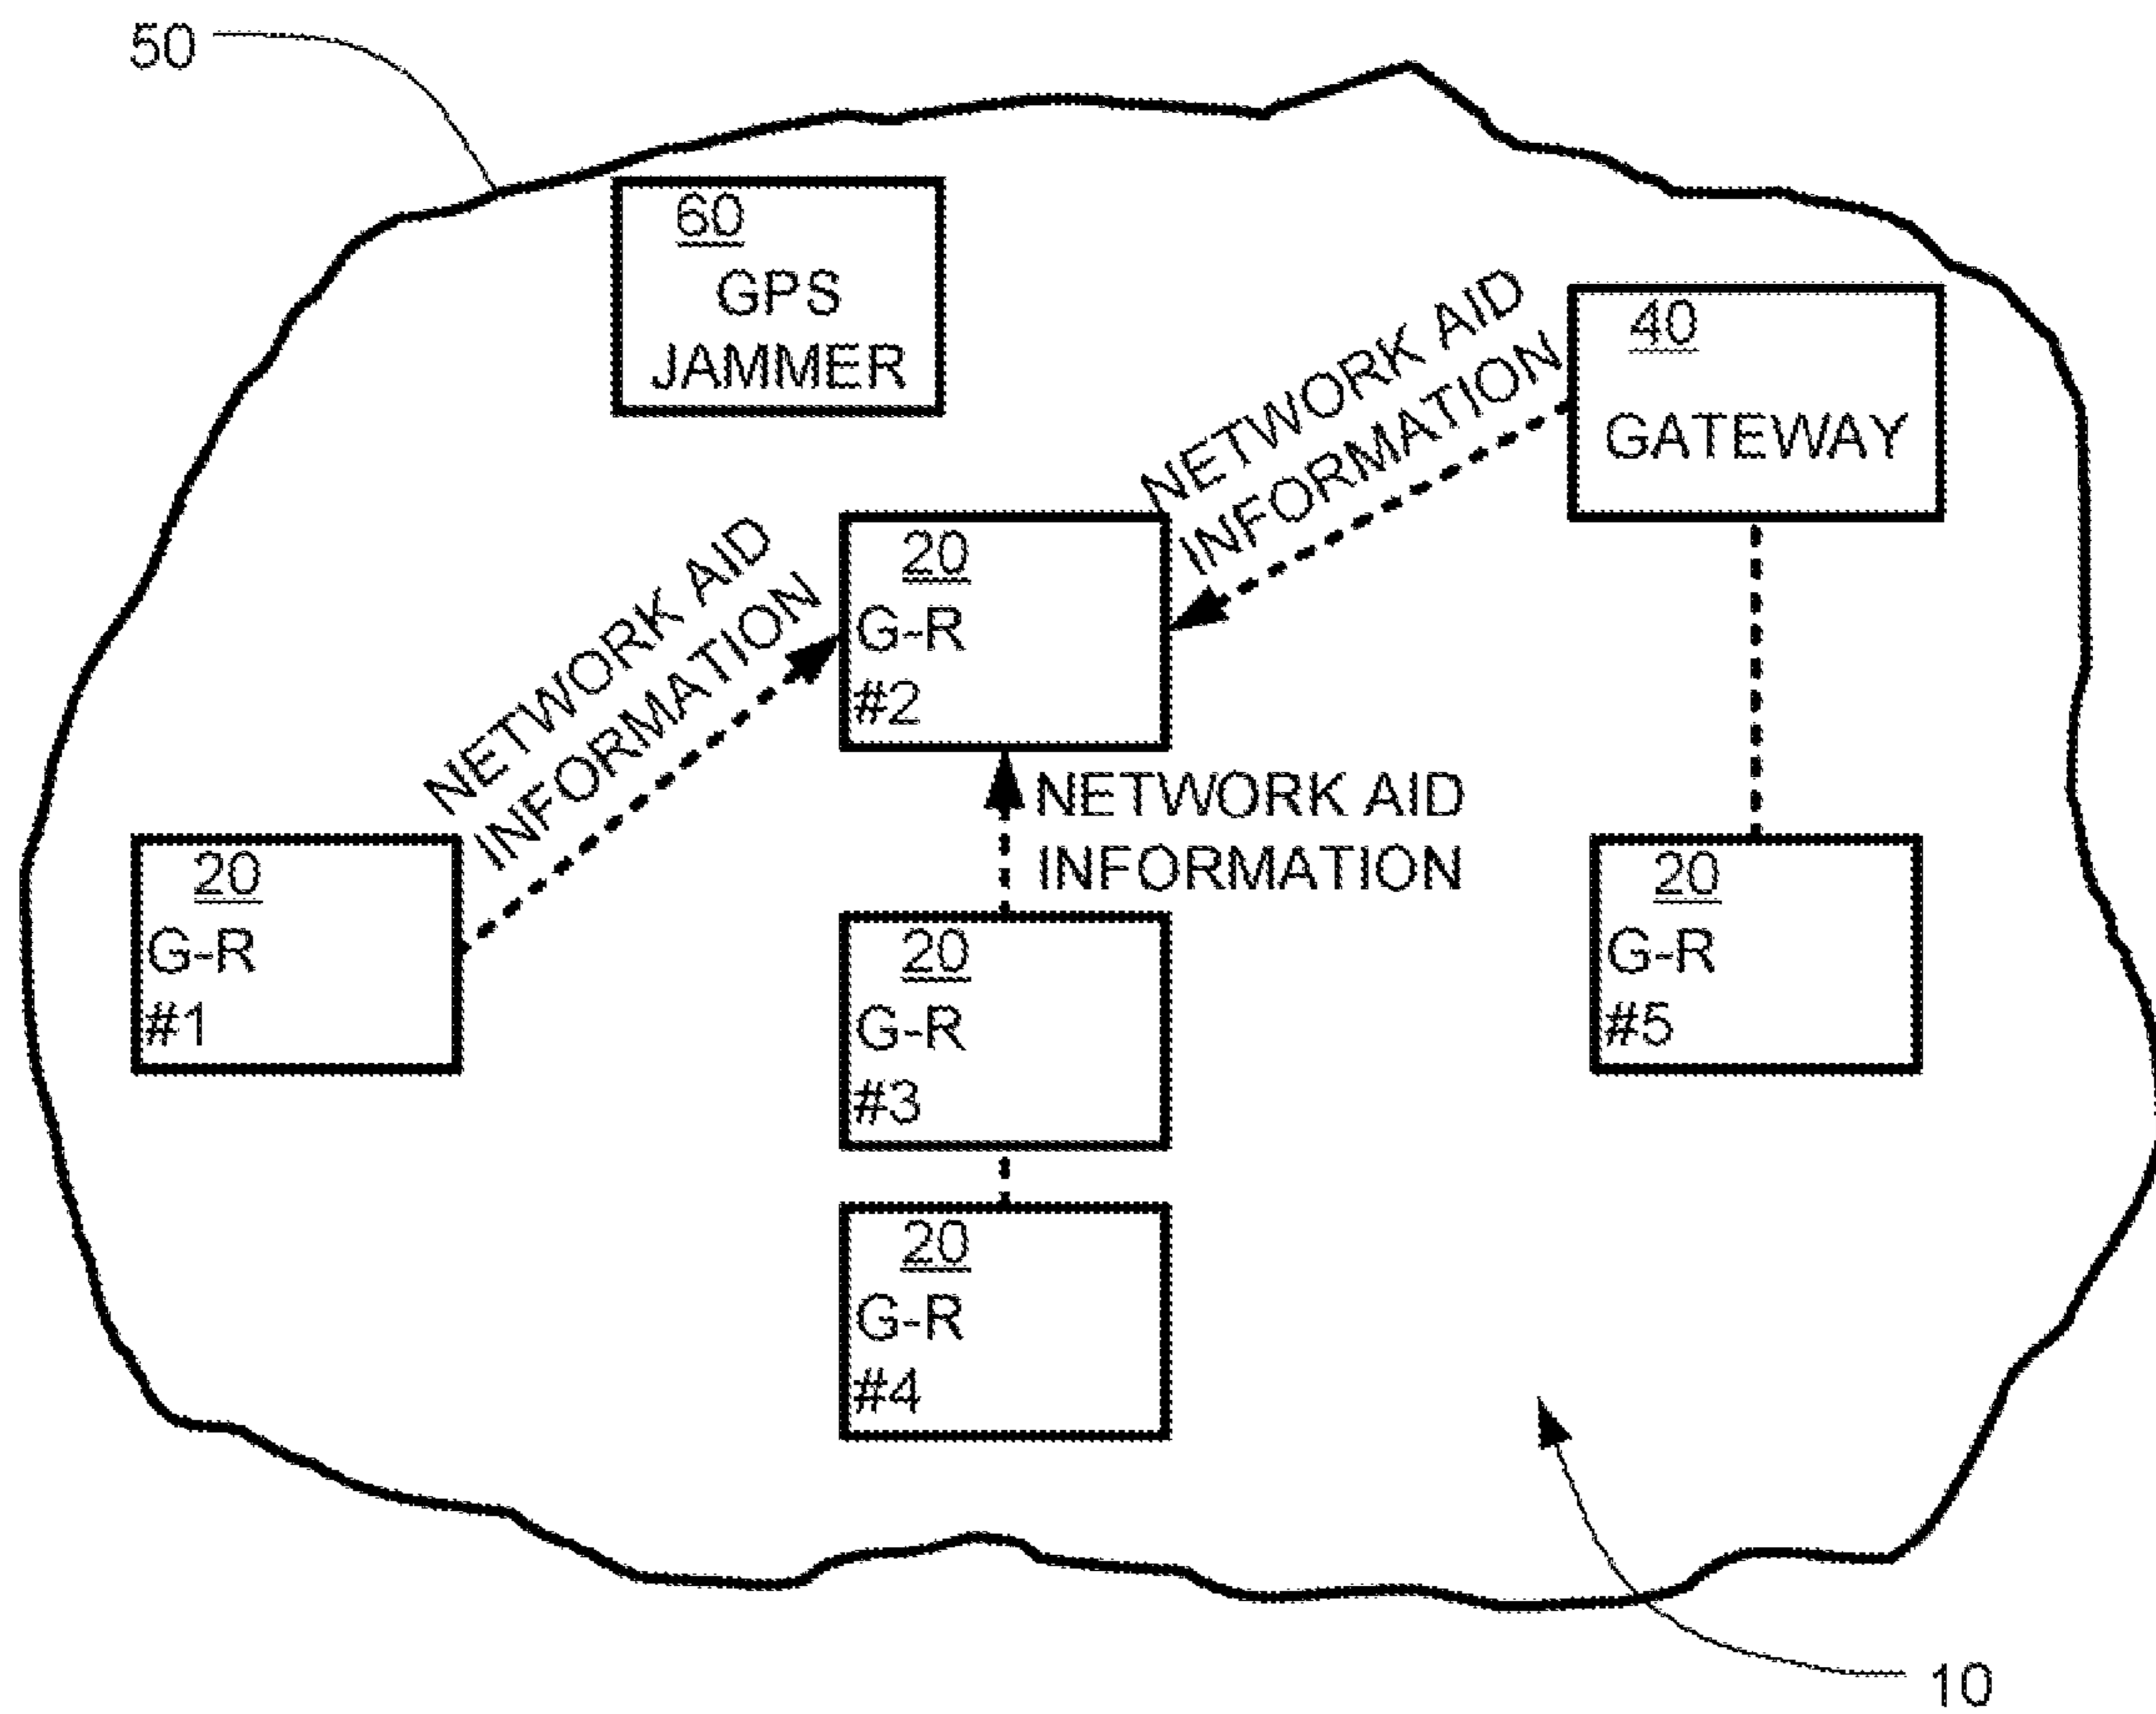 50
60
GPS
JAMMER
40
GATEWAY
NETWORK AID
INFORMATION
20
G-R
#2
NETWORK AID
INFORMATION
NETWORK AID
INFORMATION
20
G-R
#1
20
G-R
#3
20
G-R
#5
20
G-R
#4
10